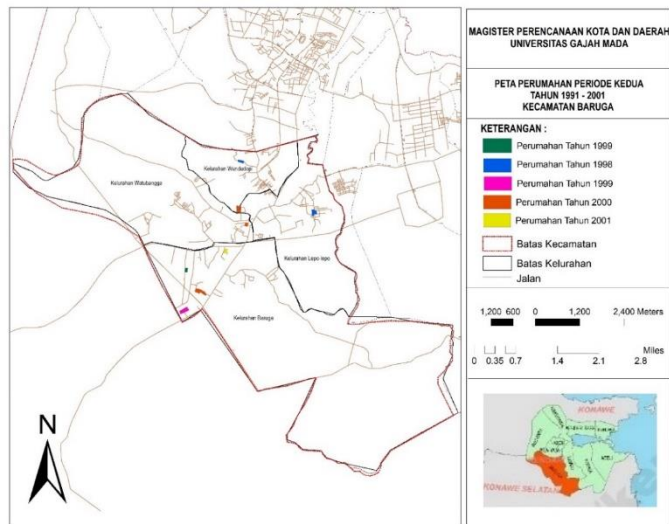 MAGISTER PERENCANAAN KOTA DAN DAERAH
UNIVERSITAS GAJAH MADA
PETA PERUMAHAN PERIODE KEDUA
TAHUN 1991 - 2001
KECAMATAN BARUGA
KETERANGAN :
Perumahan Tahun 1999
Perumahan Tahun 1998
Perumahan Tahun 1999
Perumahan Tahun 2000
Perumahan Tahun 2001
Batas Kecamatan
Batas Kelurahan
Jalan
1,200 600 0 1,200 2,400 Meters
Miles
0 0.35 0.7 1.4 2.1 2.8
Kelurahan Watubangga
Kelurahan Lepo lepo
Kelurahan Baruga
N
KONAWE
KONAWE SELATAN